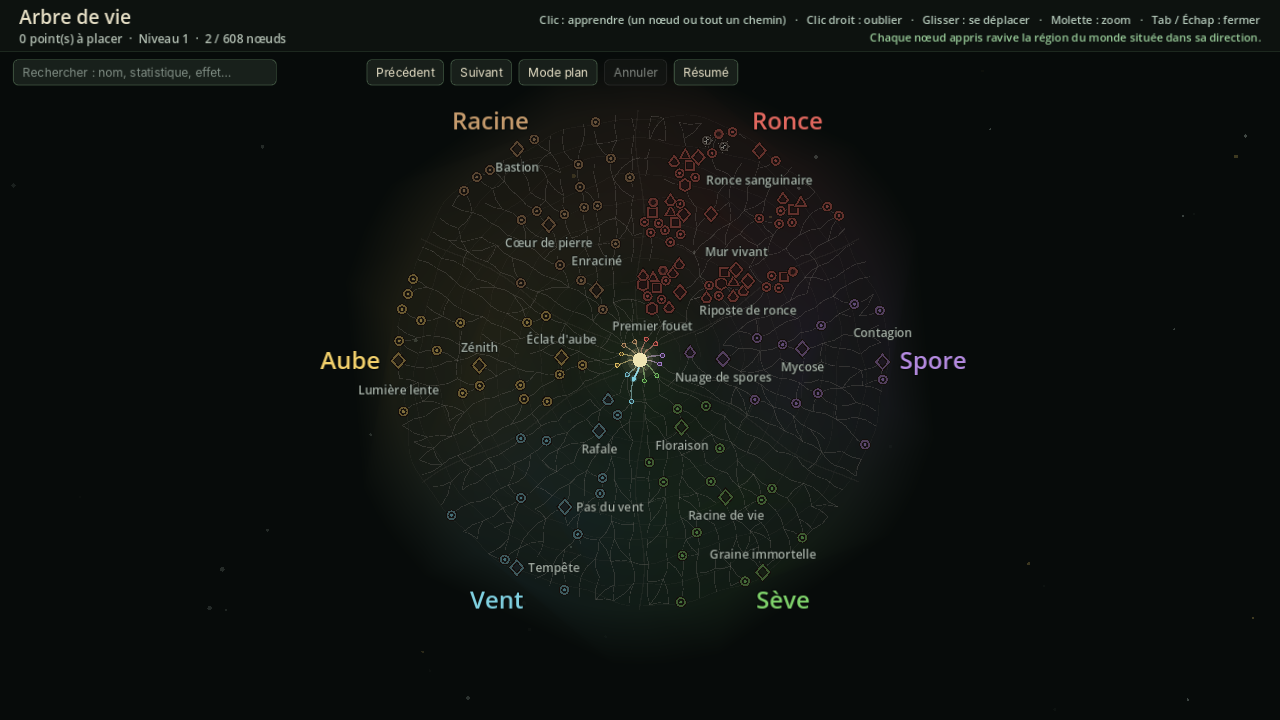 Arbre de vie
0 point(s) à placer · Niveau 1 · 2 / 608 nœuds
Clic : apprendre (un nœud ou tout un chemin) · Clic droit : oublier · Glisser : se déplacer · Molette : zoom · Tab / Échap : fermer
Chaque nœud appris ravive la région du monde située dans sa direction.
Rechercher : nom, statistique, effet...
Précédent
Suivant
Mode plan
Annuler
Résumé
Racine
Ronce
Bastion
Ronce sanguinaire
Cœur de pierre
Mur vivant
Enraciné
Riposte de ronce
Premier fouet
Contagion
Éclat d'aube
Zénith
Aube
Spore
Mycose
Nuage de spores
Lumière lente
Rafale
Floraison
Pas du vent
Racine de vie
Graine immortelle
Tempête
Vent
Sève